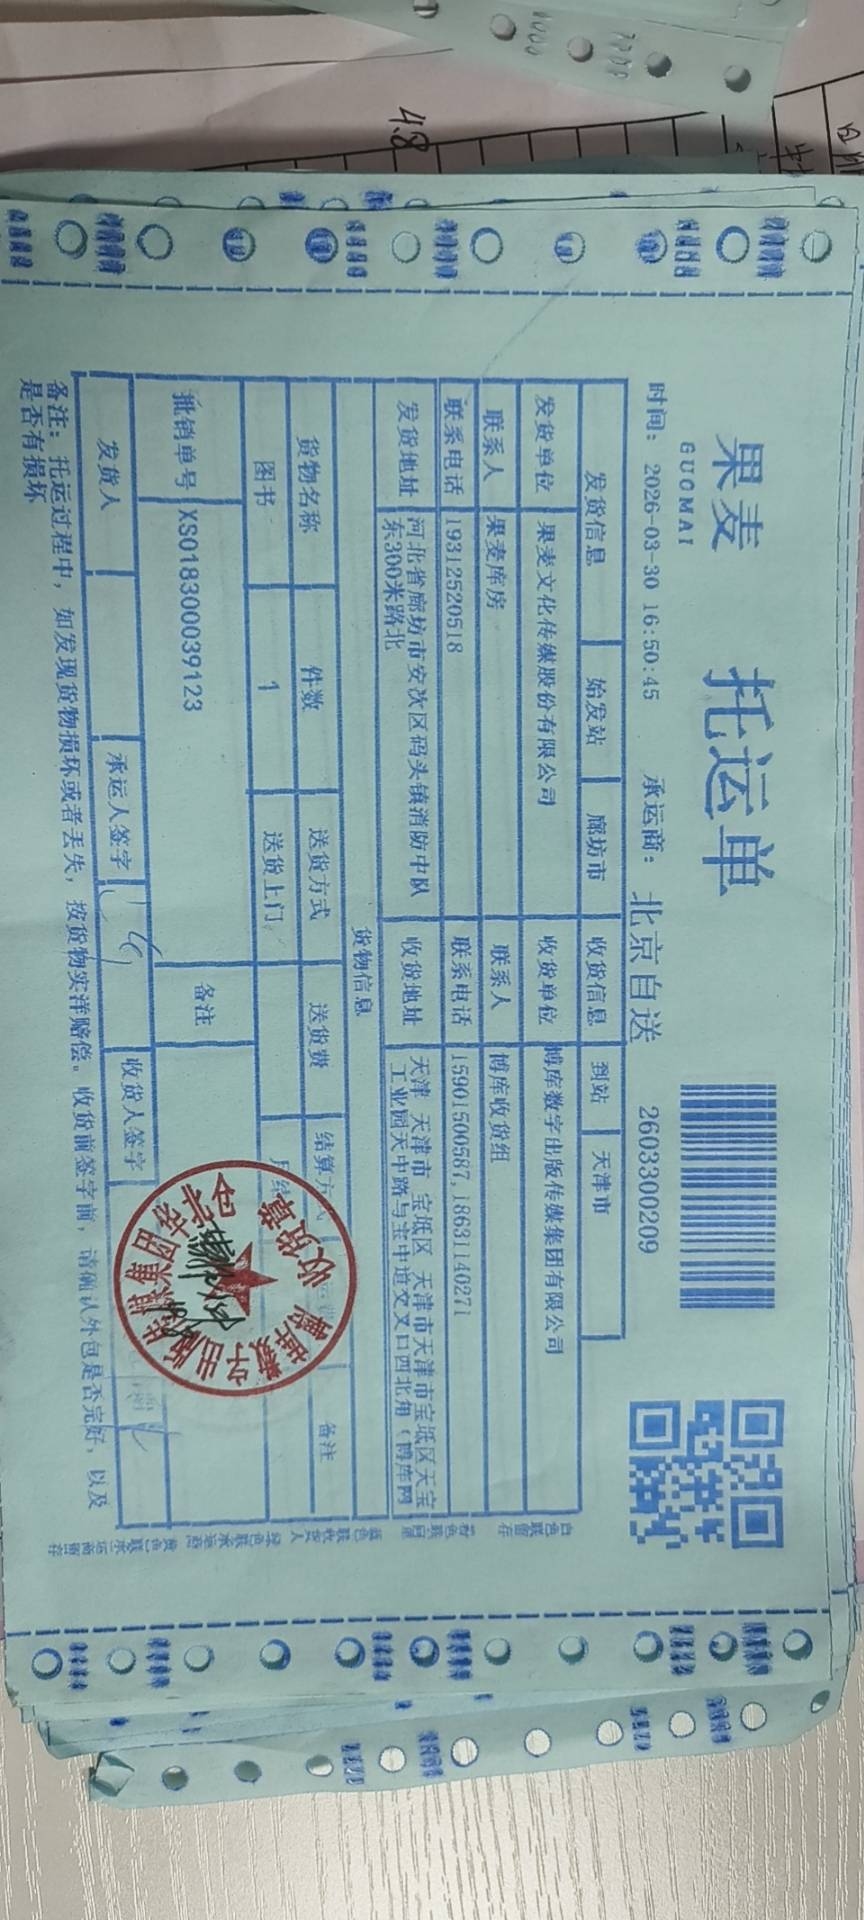 果麦
GUOMAI
托运单
时间：2026-03-30 16:50:45 承运商：北京自送 2603300209
发货信息 始发站 廊坊市 收货信息 到站 天津市
发货单位 果麦文化传媒股份有限公司 收货单位 博库数字出版传媒集团有限公司
联系人 果麦库房 联系人 博库收货组
联系电话 19312520518 联系电话 15901500587,18631140271
发货地址 河北省廊坊市安次区码头镇消防中队
东300米路北
收货地址 天津 天津市 宝坻区 天津市天津市宝坻区天宝
工业园天中路与宝中道交叉口西北角（博库网
货物信息
货物名称 件数 送货方式 送货费 结算方 备注
图书 1 送货上门 月结
批销单号 XS018300039123 备注
发货人 承运人签字 收货人签字
备注：托运过程中，如发现货物损坏或者丢失，按货物实洋赔偿。收货前签字前，请确认外包是否完好，以及
是否有损坏
收货章
48